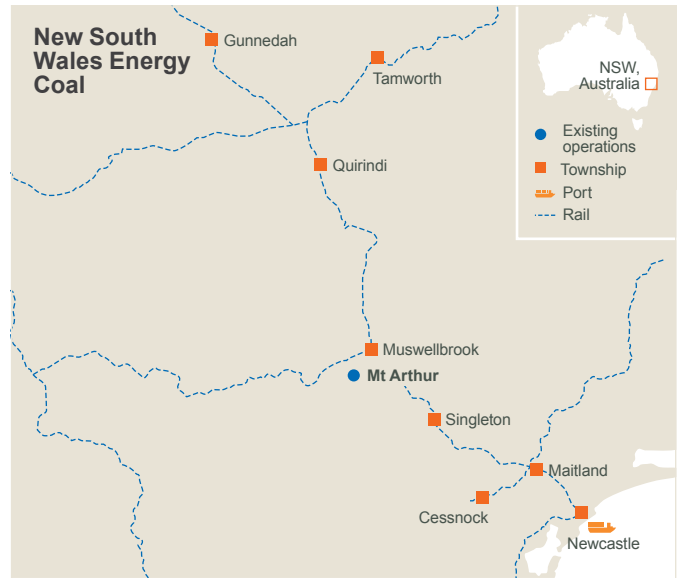 New South
Wales Energy
Coal
Gunnedah
Tamworth
NSW,
Australia
Existing
operations
Township
Port
Rail
Quirindi
Muswellbrook
Mt Arthur
Singleton
Maitland
Cessnock
Newcastle